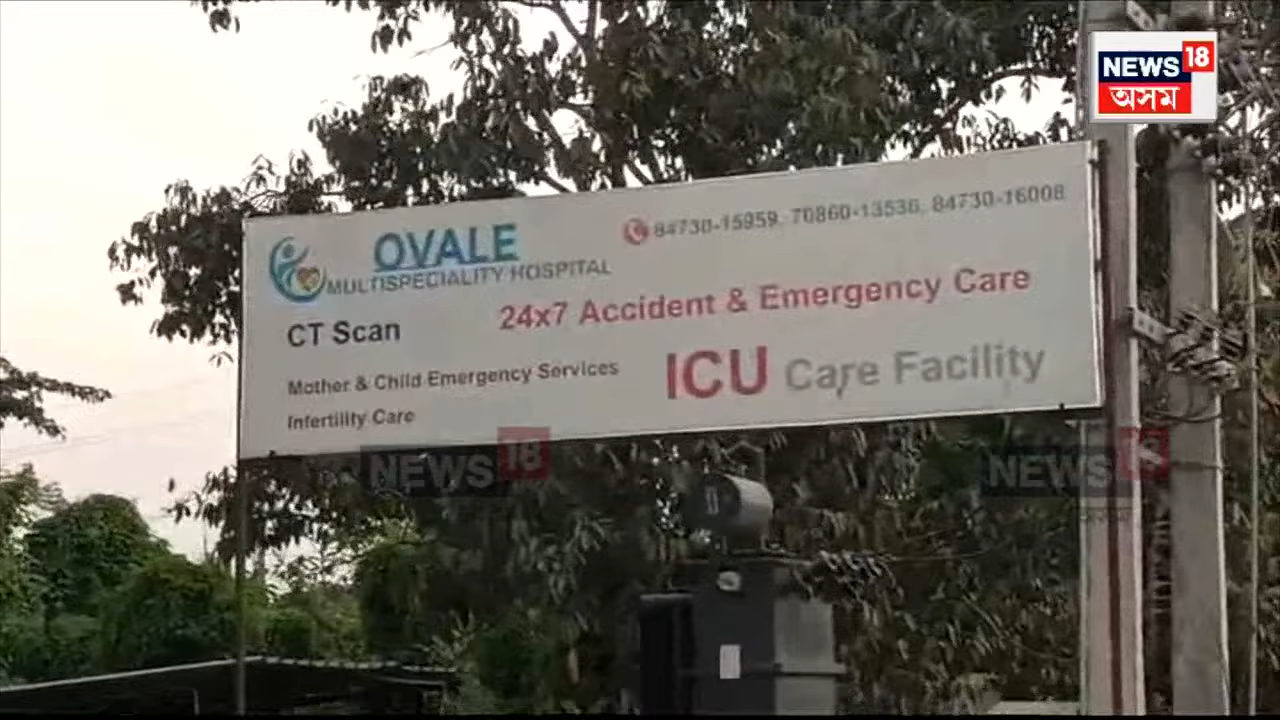 NEWS 18
অসম
84730-15959, 70860-13536, 84730-16008
OVALE
MULTISPECIALITY HOSPITAL
24x7 Accident & Emergency Care
CT Scan
ICU Care Facility
Mother & Child Emergency Services
Infertility Care
NEWS 18
NEWS 18